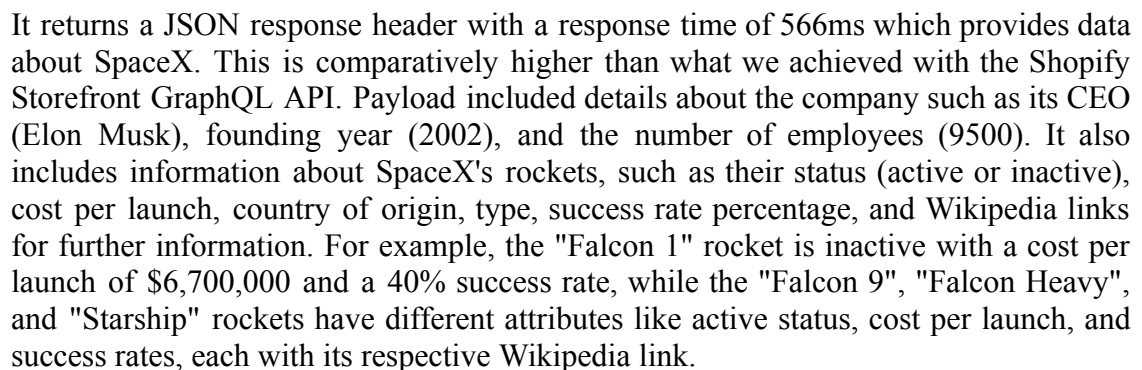 It returns a JSON response header with a response time of 566ms which provides data
about SpaceX. This is comparatively higher than what we achieved with the Shopify
Storefront GraphQL API. Payload included details about the company such as its CEO
(Elon Musk), founding year (2002), and the number of employees (9500). It also
includes information about SpaceX's rockets, such as their status (active or inactive),
cost per launch, country of origin, type, success rate percentage, and Wikipedia links
for further information. For example, the "Falcon 1" rocket is inactive with a cost per
launch of $6,700,000 and a 40% success rate, while the "Falcon 9", "Falcon Heavy",
and "Starship" rockets have different attributes like active status, cost per launch, and
success rates, each with its respective Wikipedia link.